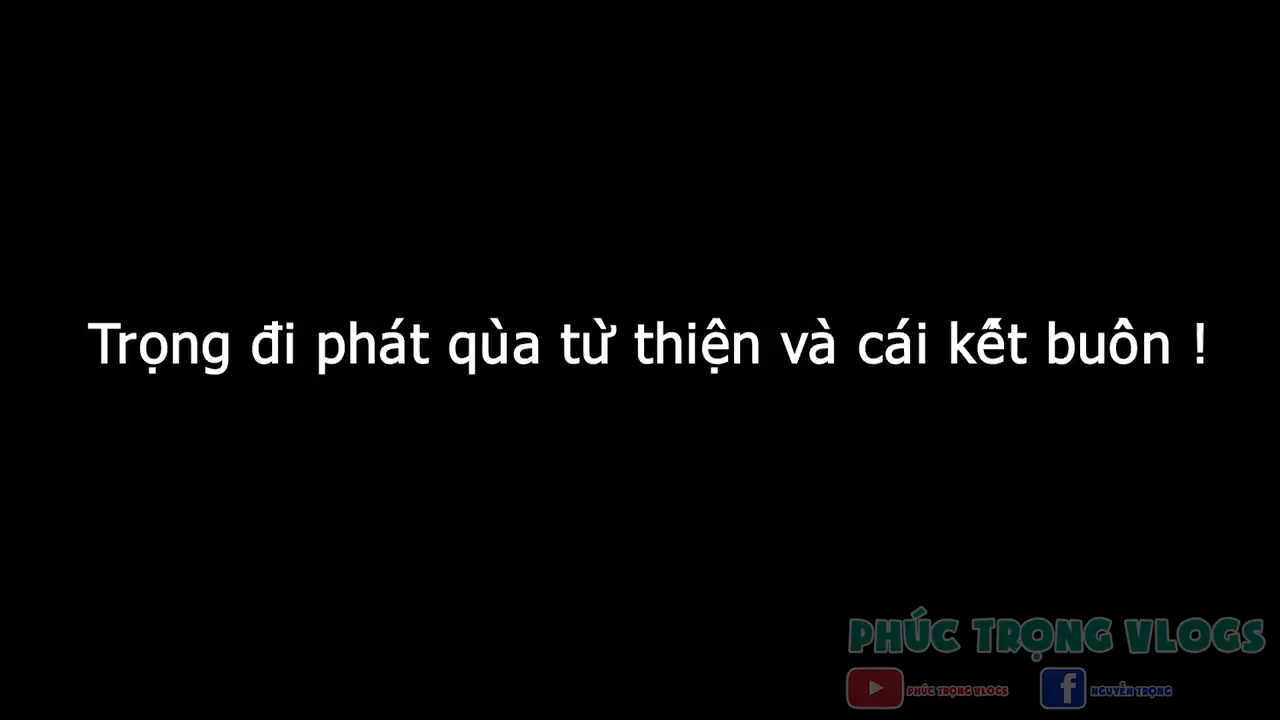 Trọng đi phát qùa từ thiện và cái kết buôn !
PHÚC TRỌNG VLOGS
PHÚC TRỌNG VLOGS
NGUYỄN TRỌNG